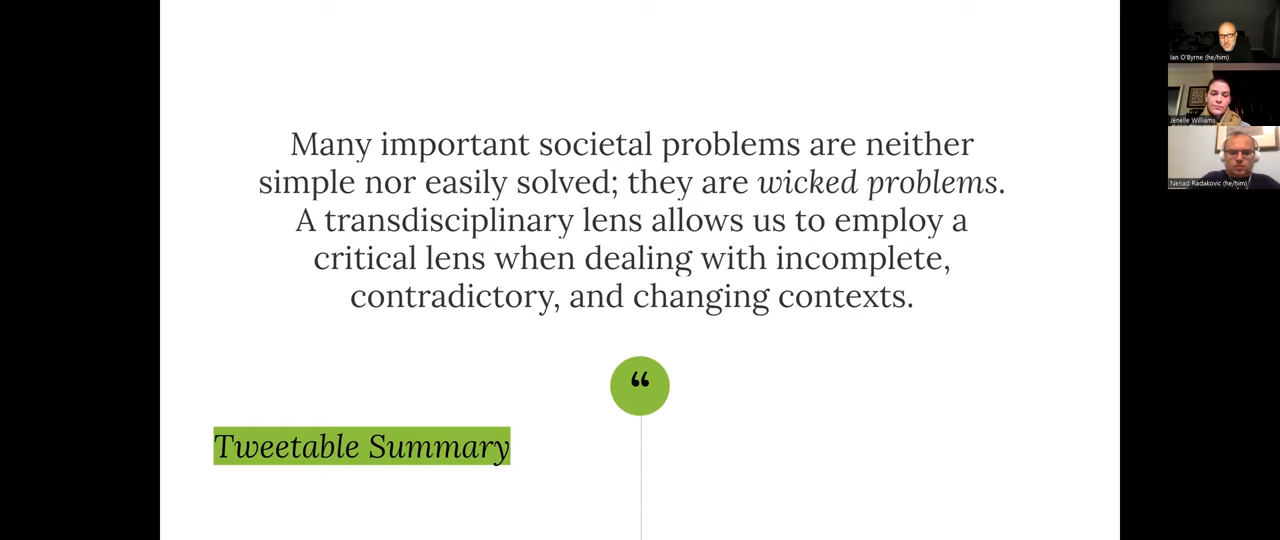 Many important societal problems are neither
simple nor easily solved; they are wicked problems.
A transdisciplinary lens allows us to employ a
critical lens when dealing with incomplete,
contradictory, and changing contexts.
“
Tweetable Summary
Ian O'Byrne (he/him)
Jenelle Williams
Nenad Radakovic (he/him)